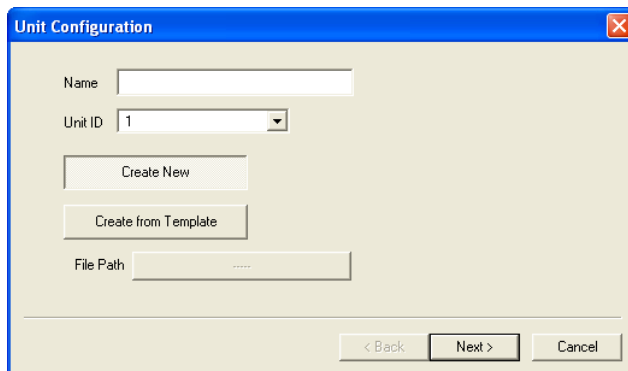 Unit Configuration
Name
Unit ID 1
Create New
Create from Template
File Path -----
< Back Next > Cancel